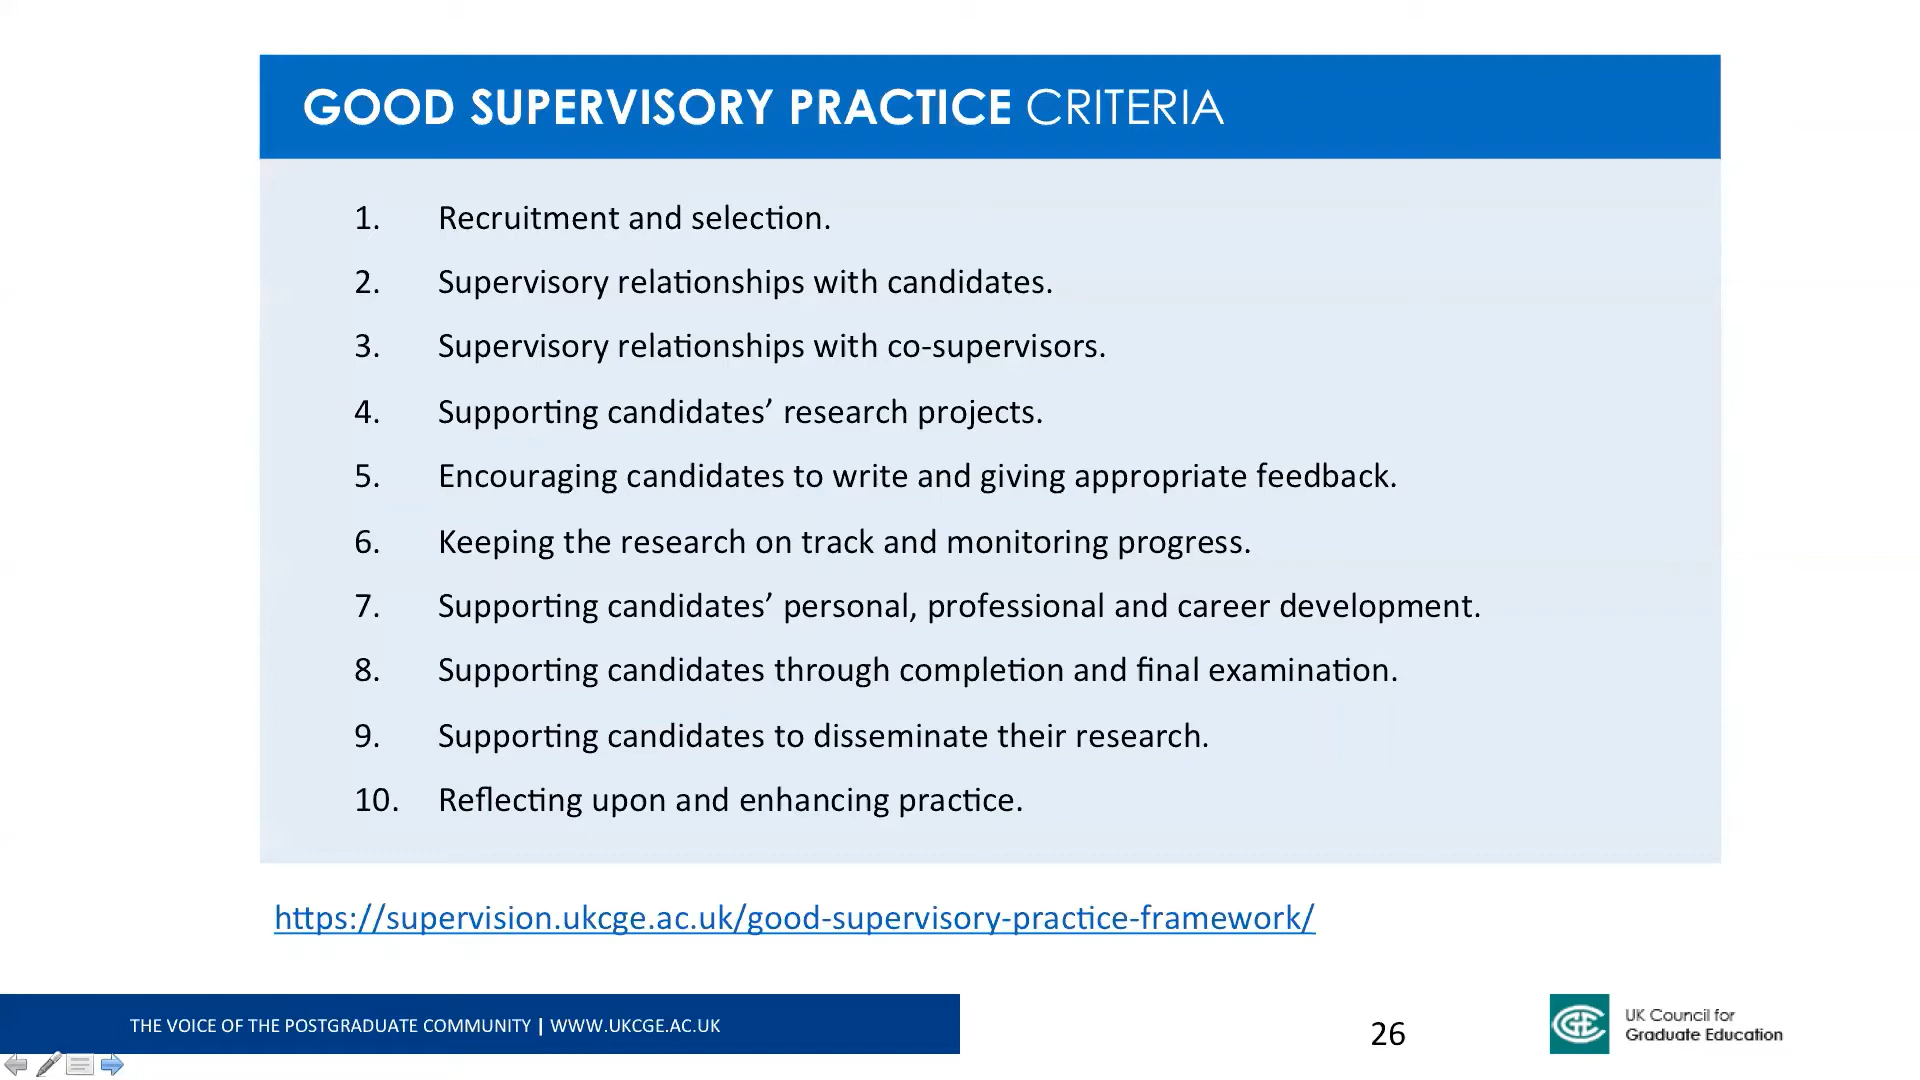 GOOD SUPERVISORY PRACTICE CRITERIA
1. Recruitment and selection.
2. Supervisory relationships with candidates.
3. Supervisory relationships with co-supervisors.
4. Supporting candidates’ research projects.
5. Encouraging candidates to write and giving appropriate feedback.
6. Keeping the research on track and monitoring progress.
7. Supporting candidates’ personal, professional and career development.
8. Supporting candidates through completion and final examination.
9. Supporting candidates to disseminate their research.
10. Reflecting upon and enhancing practice.
https://supervision.ukcge.ac.uk/good-supervisory-practice-framework/
THE VOICE OF THE POSTGRADUATE COMMUNITY | WWW.UKCGE.AC.UK
26
UK Council for
Graduate Education